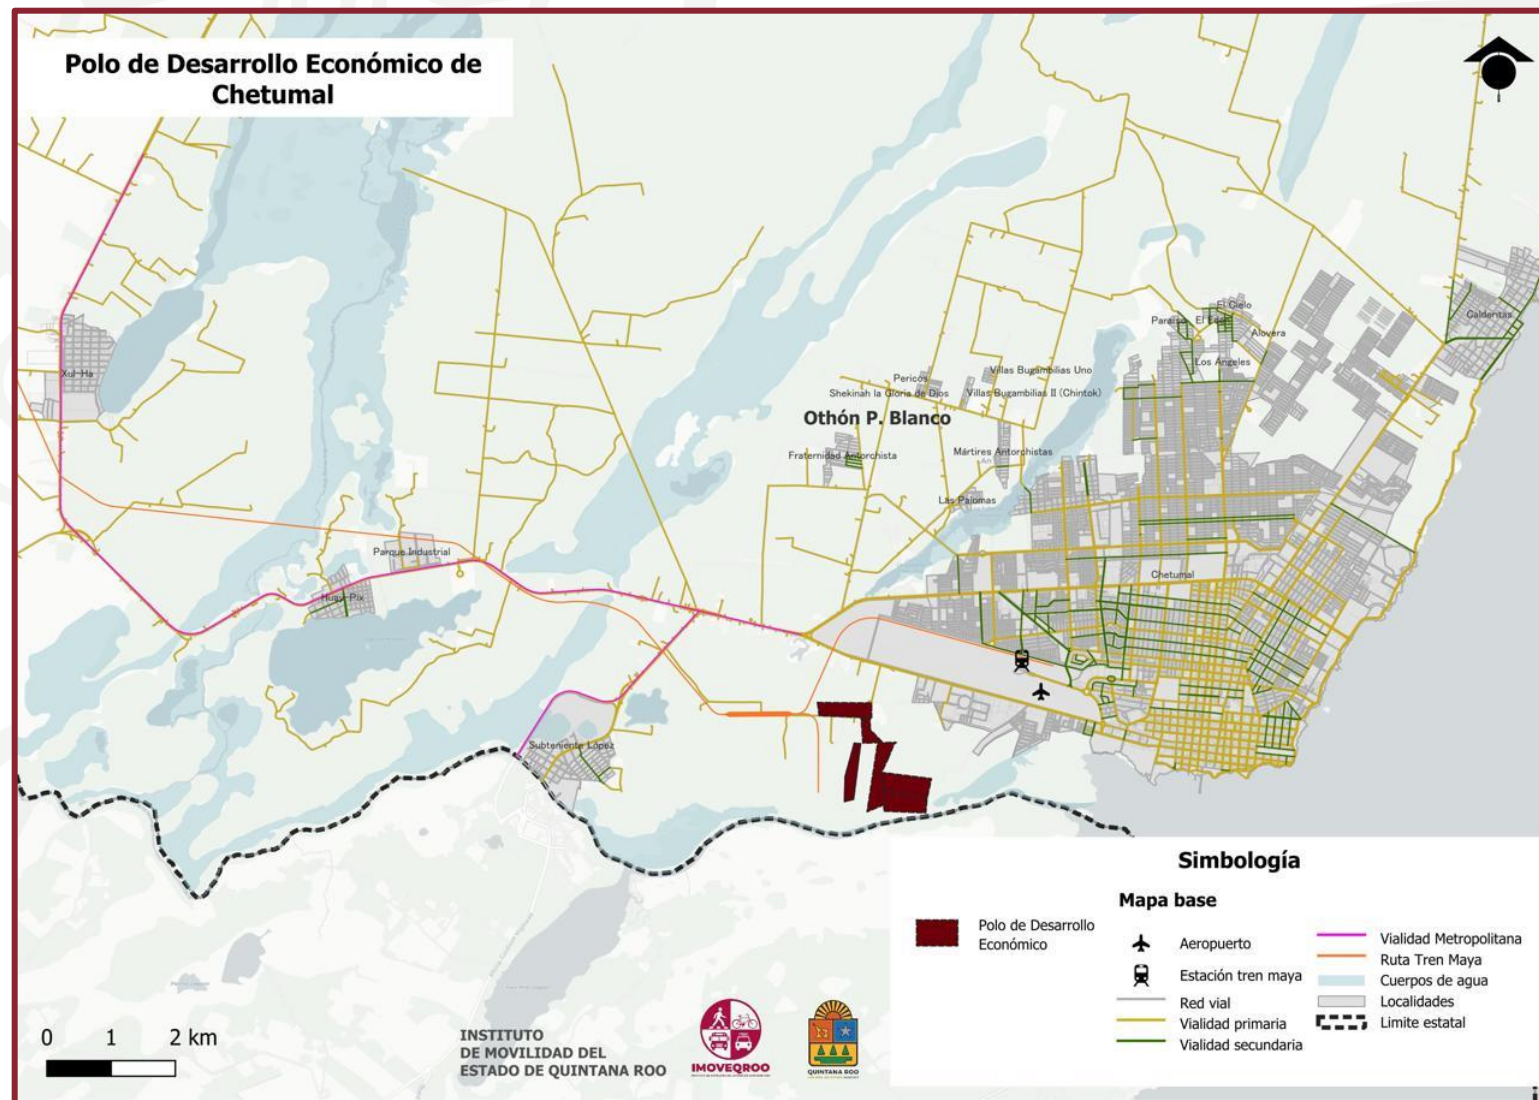 Polo de Desarrollo Económico de
Chetumal
El Cielo
Paraíso
Alovera
Calderitas
Los Angeles
Xul-Ha
Pericos
Villas Bugambilias Uno
Shekinah la Gloria de Dios
Villas Bugambilias II (Chintok)
Othón P. Blanco
Fraternidad Antorchista
Mártires Antorchistas
Las Palomas
Parque Industrial
Chetumal
Huay-Pix
Subteniente López
Simbología
Mapa base
Polo de Desarrollo
Económico
Aeropuerto
Estación tren maya
Red vial
Vialidad primaria
Vialidad secundaria
Vialidad Metropolitana
Ruta Tren Maya
Cuerpos de agua
Localidades
Limite estatal
0 1 2 km
INSTITUTO
DE MOVILIDAD DEL
ESTADO DE QUINTANA ROO
IMOVEQROO
QUINTANA ROO